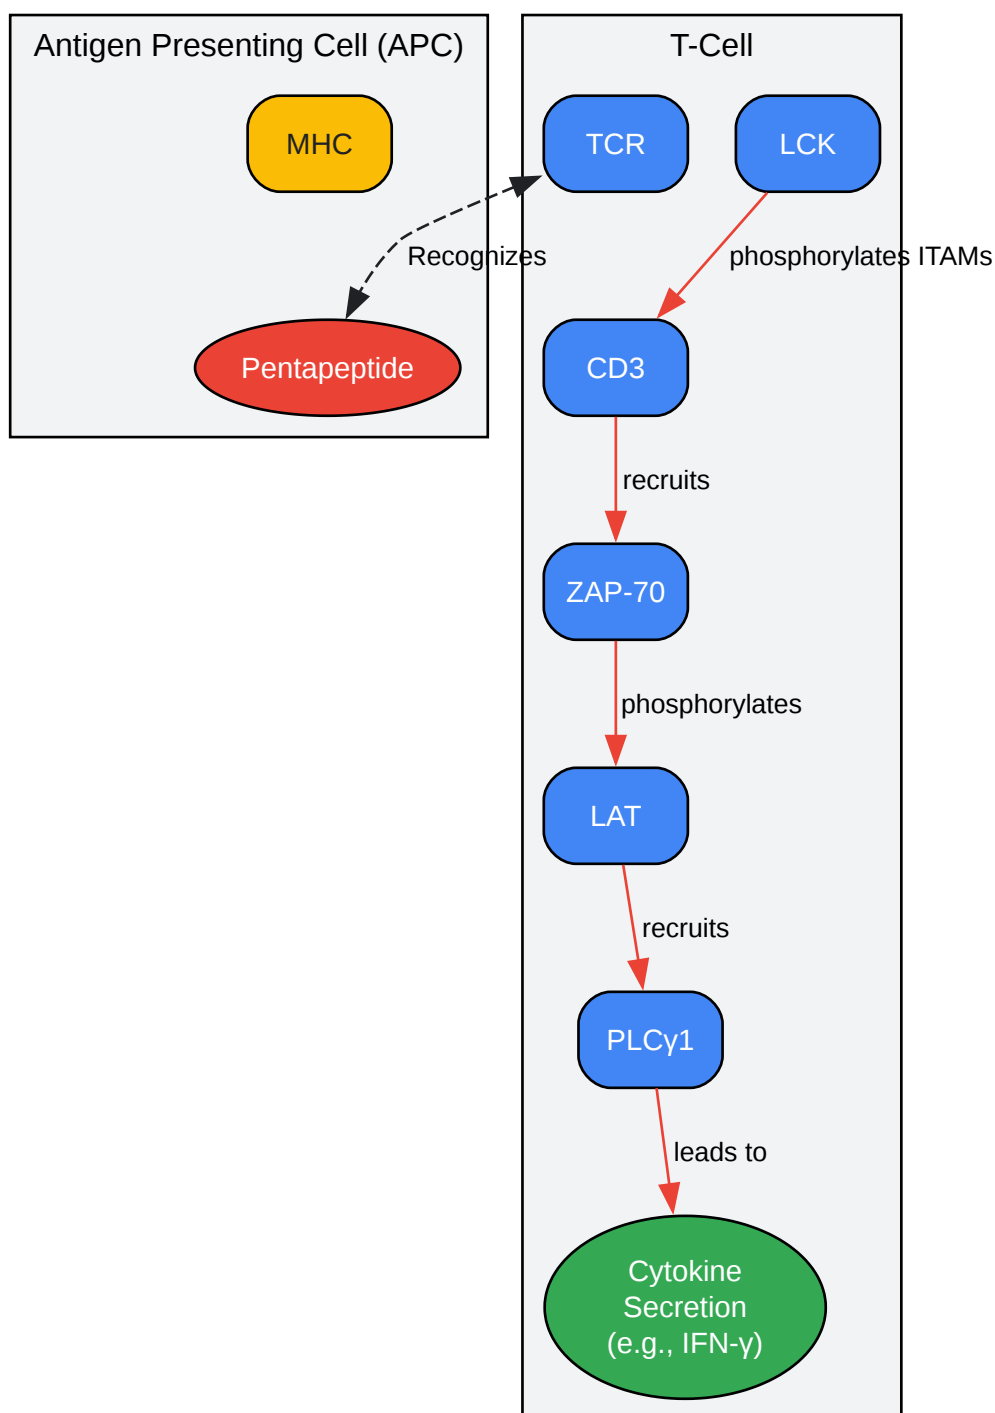 Antigen Presenting Cell (APC)
T-Cell
MHC
TCR
LCK
Recognizes
phosphorylates ITAMs
Pentapeptide
CD3
recruits
ZAP-70
phosphorylates
LAT
recruits
PLCγ1
leads to
Cytokine
Secretion
(e.g., IFN-γ)